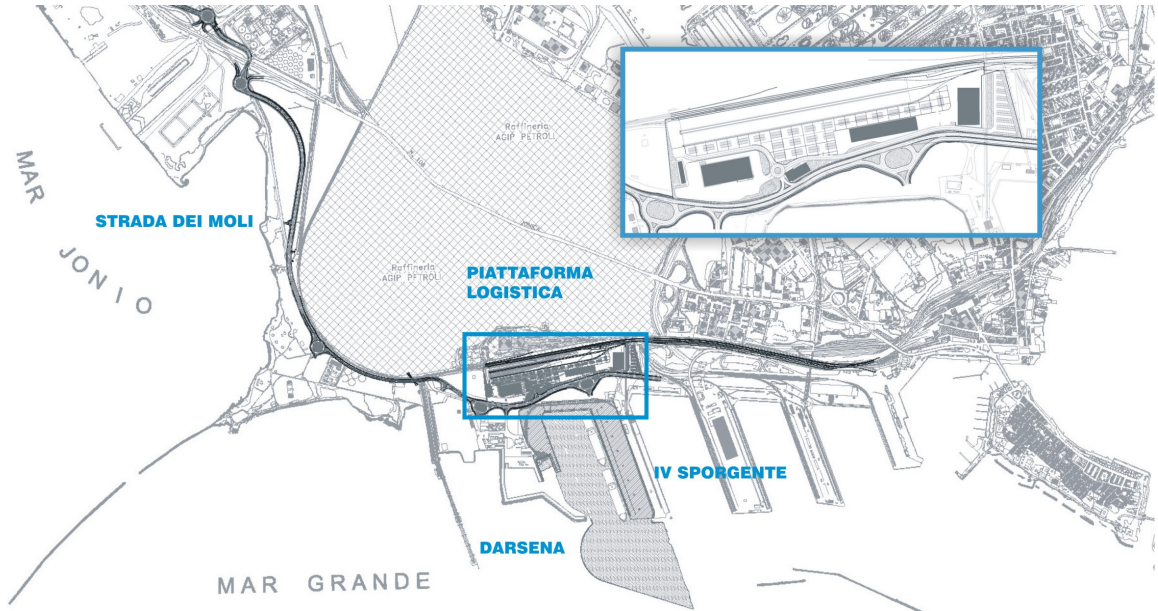 Raffineria
AGIP PETROLI
MAR
STRADA DEI MOLI
JONIO
Raffineria
AGIP PETROLI
PIATTAFORMA
LOGISTICA
IV SPORGENTE
DARSENA
MAR GRANDE